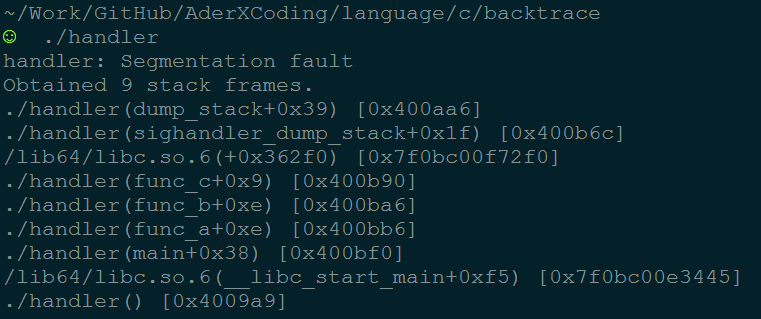 ~/Work/GitHub/AderXCoding/language/c/backtrace
☺ ./handler
handler: Segmentation fault
Obtained 9 stack frames.
./handler(dump_stack+0x39) [0x400aa6]
./handler(sighandler_dump_stack+0x1f) [0x400b6c]
/lib64/libc.so.6(+0x362f0) [0x7f0bc00f72f0]
./handler(func_c+0x9) [0x400b90]
./handler(func_b+0xe) [0x400ba6]
./handler(func_a+0xe) [0x400bb6]
./handler(main+0x38) [0x400bf0]
/lib64/libc.so.6(__libc_start_main+0xf5) [0x7f0bc00e3445]
./handler() [0x4009a9]